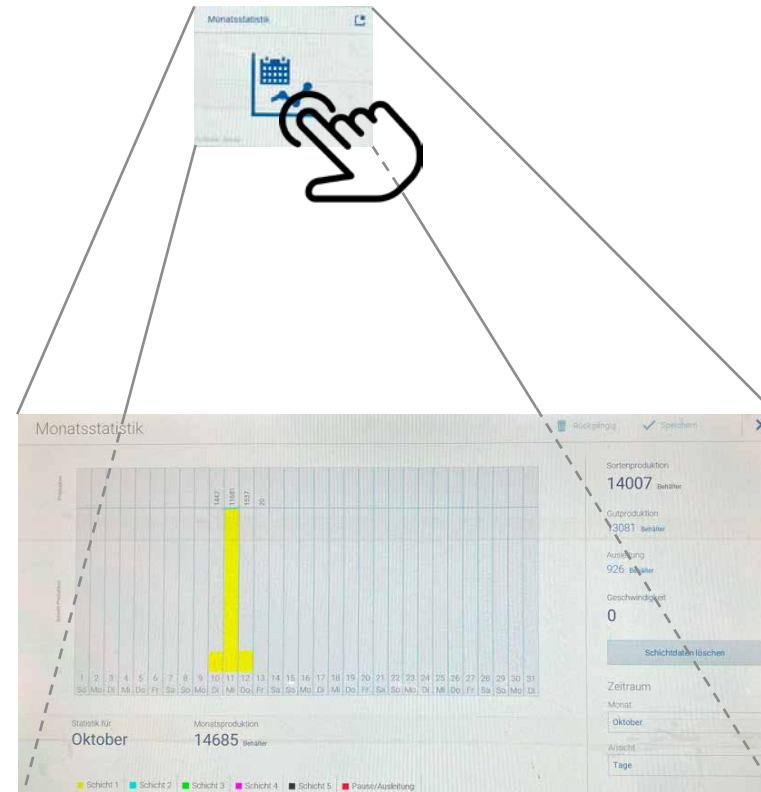 Monatsstatistik
Monatsstatistik
Rückgängig
Speichern
Sortenproduktion
14007 Behälter
Gutproduktion
13081 Behälter
Ausleitung
926 Behälter
Geschwindigkeit
0
Schichtdaten löschen
Zeitraum
Monat
Oktober
Ansicht
Tage
1447 11681 1537 20
1 2 3 4 5 6 7 8 9 10 11 12 13 14 15 16 17 18 19 20 21 22 23 24 25 26 27 28 29 30 31
So Mo Di Mi Do Fr Sa So Mo Di Mi Do Fr Sa So Mo Di Mi Do Fr Sa So Mo Di Mi Do Fr Sa So Mo Di
Statistik für
Oktober
Monatsproduktion
14685 Behälter
Schicht 1 Schicht 2 Schicht 3 Schicht 4 Schicht 5 Pause/Ausleitung